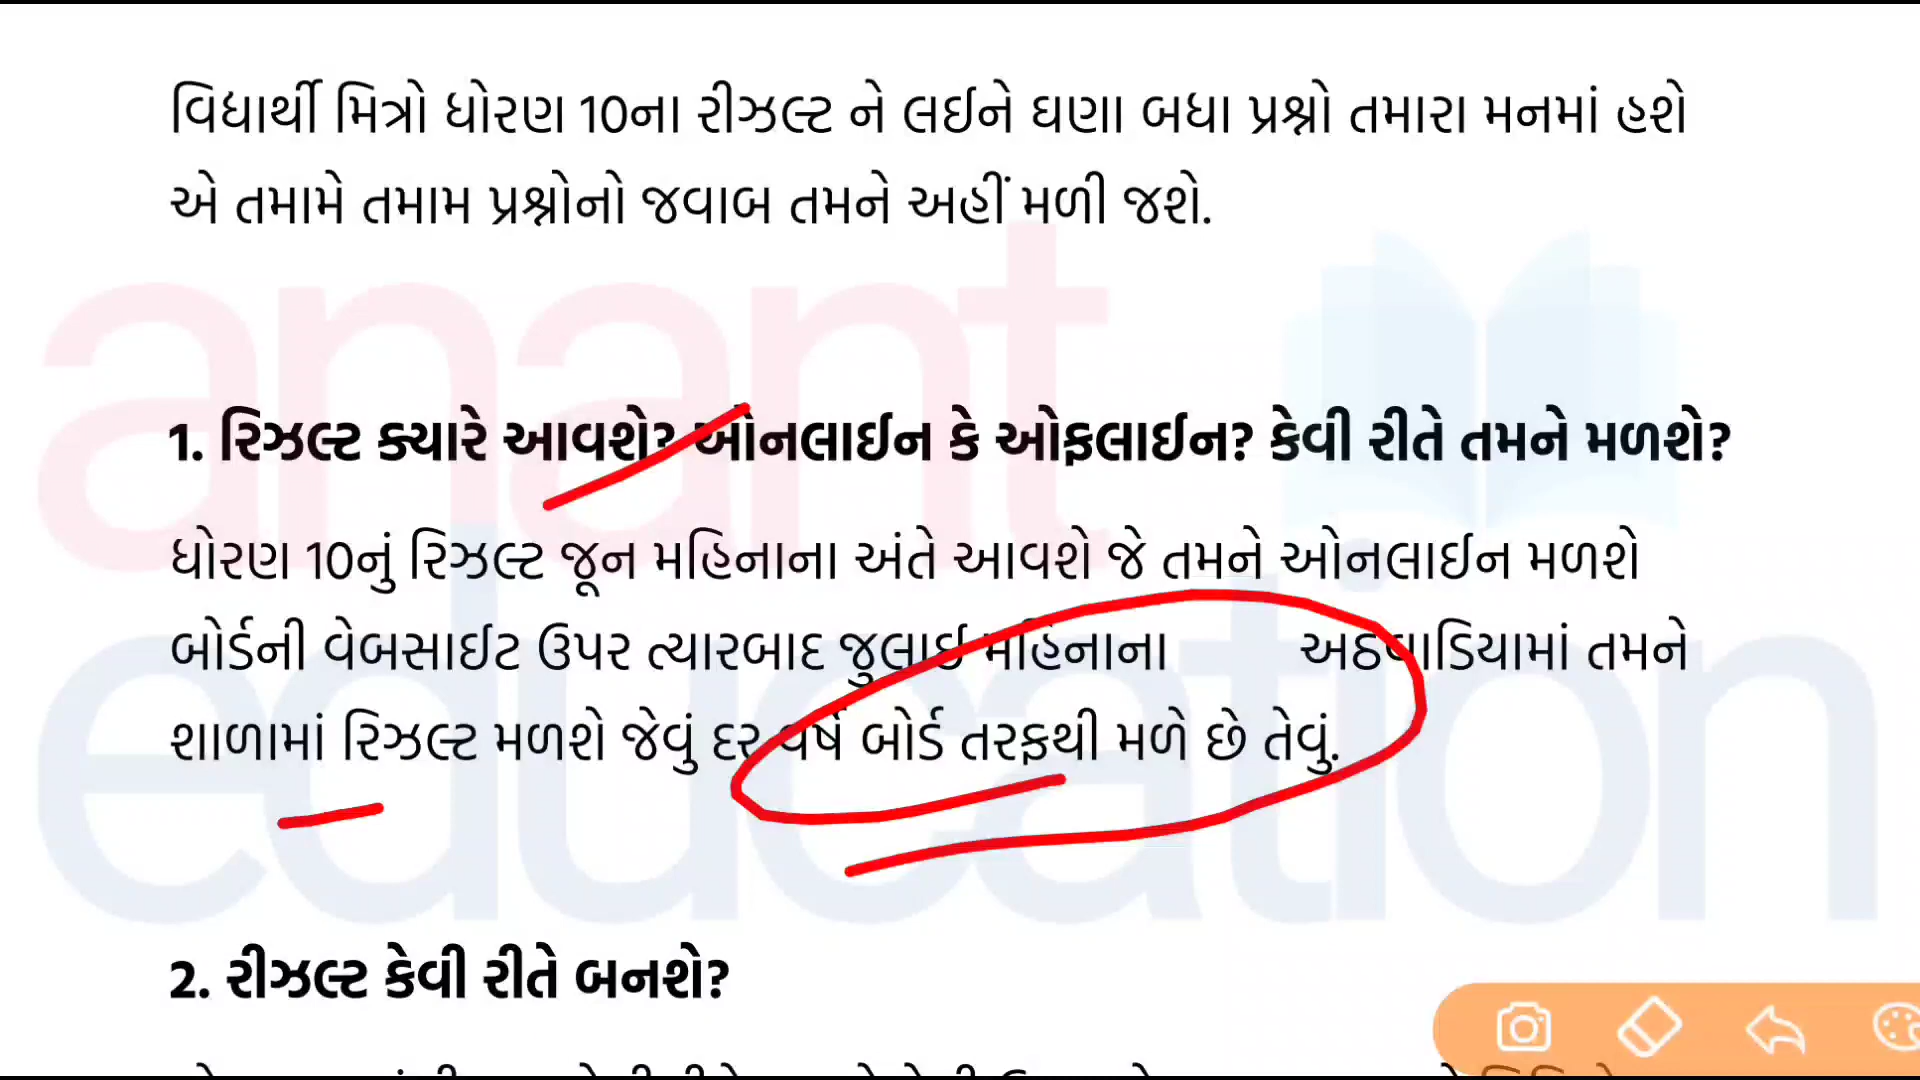 વિદ્યાર્થી મિત્રો ધોરણ 10ના રીઝલ્ટ ને લઈને ઘણા બધા પ્રશ્નો તમારા મનમાં હશે
એ તમામે તમામ પ્રશ્નોનો જવાબ તમને અહીં મળી જશે.
anant
education
1. રિઝલ્ટ ક્યારે આવશે? ઓનલાઈન કે ઓફલાઈન? કેવી રીતે તમને મળશે?
ધોરણ 10નું રિઝલ્ટ જૂન મહિનાના અંતે આવશે જે તમને ઓનલાઈન મળશે
બોર્ડની વેબસાઈટ ઉપર ત્યારબાદ જુલાઈ મહિનાના અઠવાડિયામાં તમને
શાળામાં રિઝલ્ટ મળશે જેવું દર વર્ષે બોર્ડ તરફથી મળે છે તેવું.
2. રીઝલ્ટ કેવી રીતે બનશે?